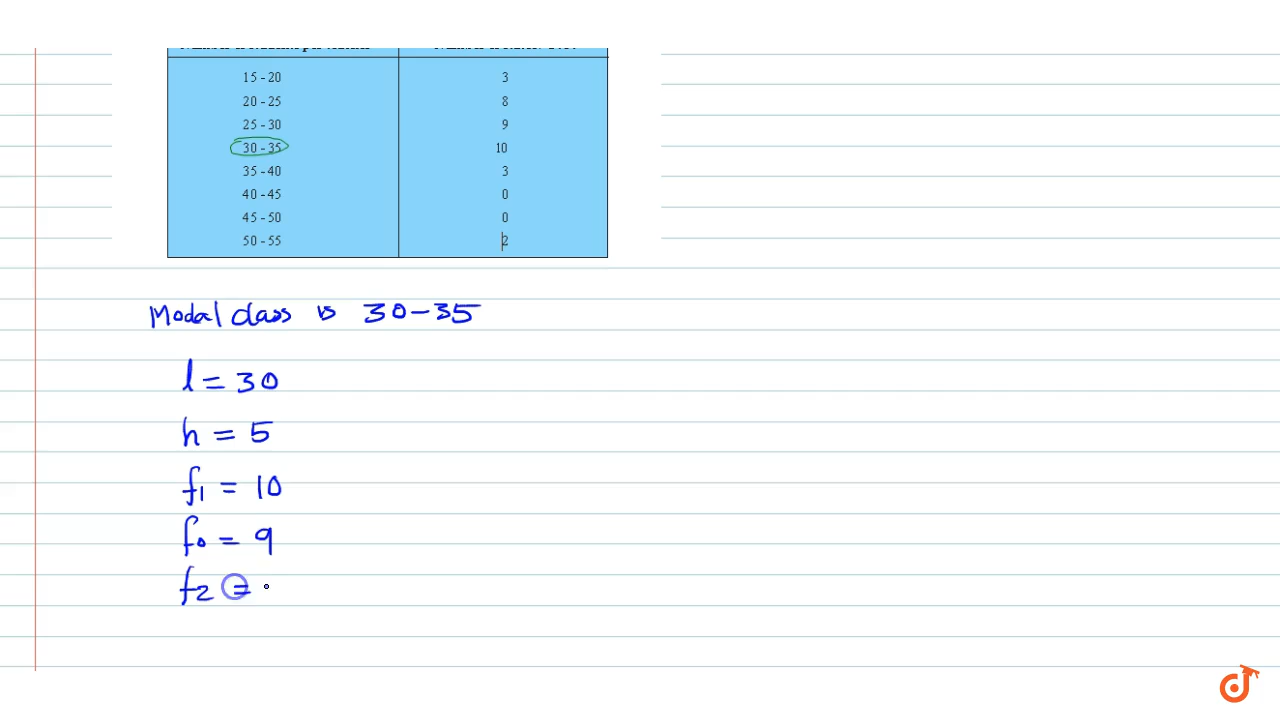 15 - 20 3
20 - 25 8
25 - 30 9
30 - 35 10
35 - 40 3
40 - 45 0
45 - 50 0
50 - 55 2
Modal class is 30-35
l = 30
h = 5
f1 = 10
f0 = 9
f2 =